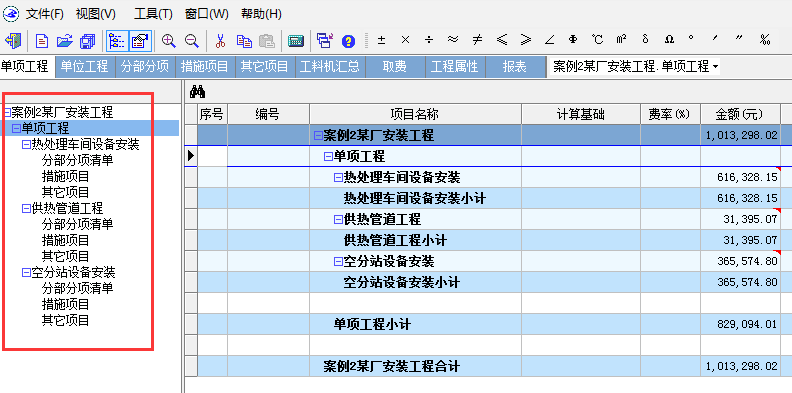 文件(F) 视图(V) 工具(T) 窗口(W) 帮助(H)
± × ÷ ≥ ≠ ≤ ≥ ∠ Φ ℃ m² δ Ω ° ′ ″ ‰
单项工程 单位工程 分部分项 措施项目 其它项目 工料机汇总 取费 工程属性 报表 案例2某厂安装工程.单项工程
案例2某厂安装工程
单项工程
热处理车间设备安装
分部分项清单
措施项目
其它项目
供热管道工程
分部分项清单
措施项目
其它项目
空分站设备安装
分部分项清单
措施项目
其它项目
序号 编号 项目名称 计算基础 费率(%) 金额(元)
案例2某厂安装工程 1,013,298.02
单项工程
热处理车间设备安装 616,328.15
热处理车间设备安装小计 616,328.15
供热管道工程 31,395.07
供热管道工程小计 31,395.07
空分站设备安装 365,574.80
空分站设备安装小计 365,574.80
单项工程小计 829,094.01
案例2某厂安装工程合计 1,013,298.02